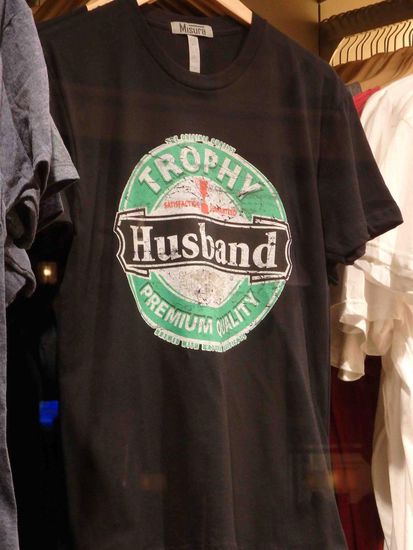 Misura
TROPHY
SATISFACTION GUARANTEED
Husband
PREMIUM QUALITY